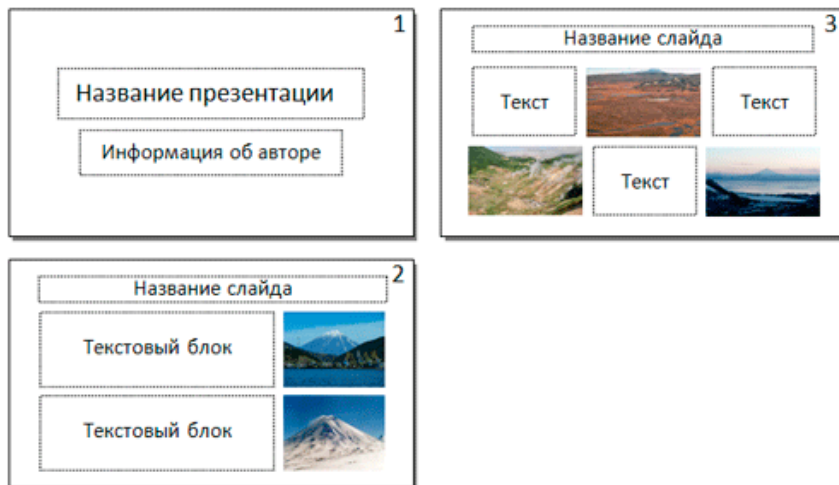 1
Название презентации
Информация об авторе
2
Название слайда
Текстовый блок
Текстовый блок
3
Название слайда
Текст
Текст
Текст